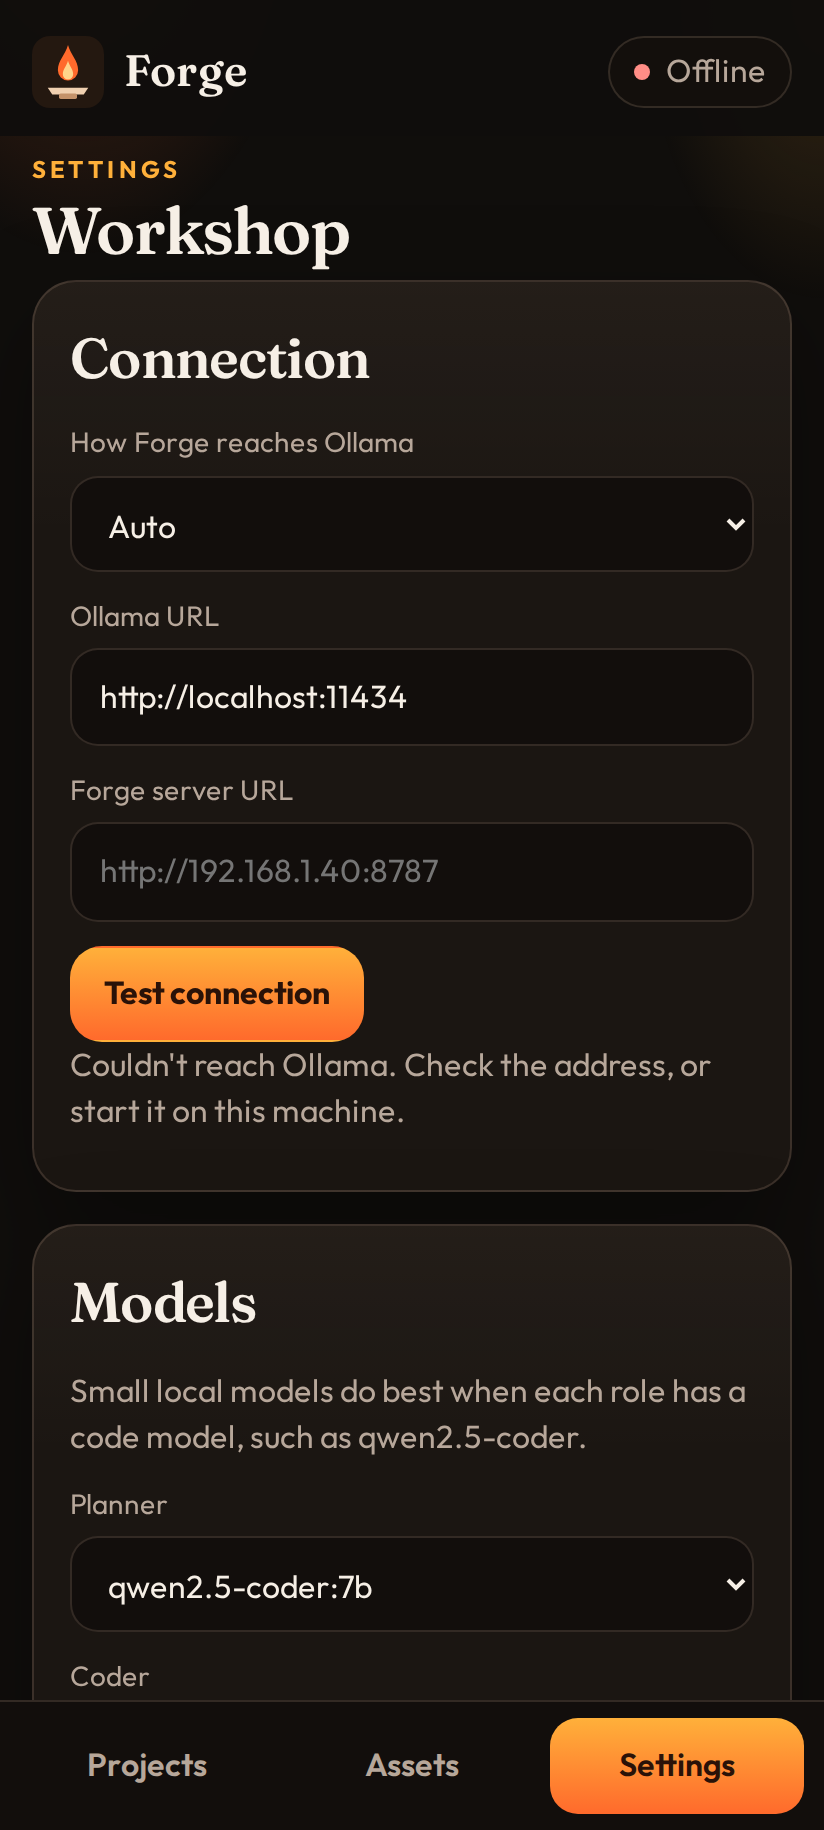 Forge
Offline
SETTINGS
Workshop
Connection
How Forge reaches Ollama
Auto
Ollama URL
http://localhost:11434
Forge server URL
http://192.168.1.40:8787
Test connection
Couldn't reach Ollama. Check the address, or
start it on this machine.
Models
Small local models do best when each role has a
code model, such as qwen2.5-coder.
Planner
qwen2.5-coder:7b
Coder
Projects
Assets
Settings